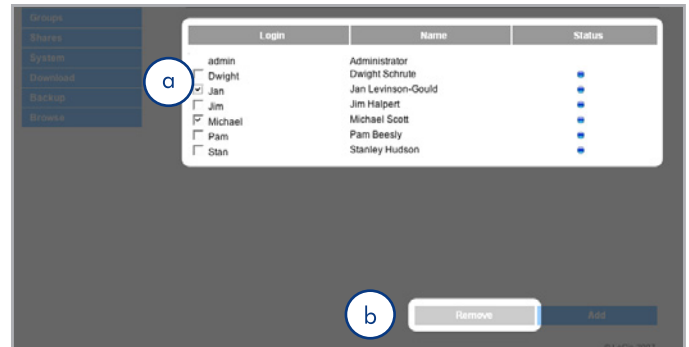 Groups
Shares
System
Download
Backup
Browse
Login Name Status
admin Administrator
Dwight Dwight Schrute
a
Jan Jan Levinson-Gould
Jim Jim Halpert
Michael Michael Scott
Pam Pam Beesly
Stan Stanley Hudson
b
Remove Add